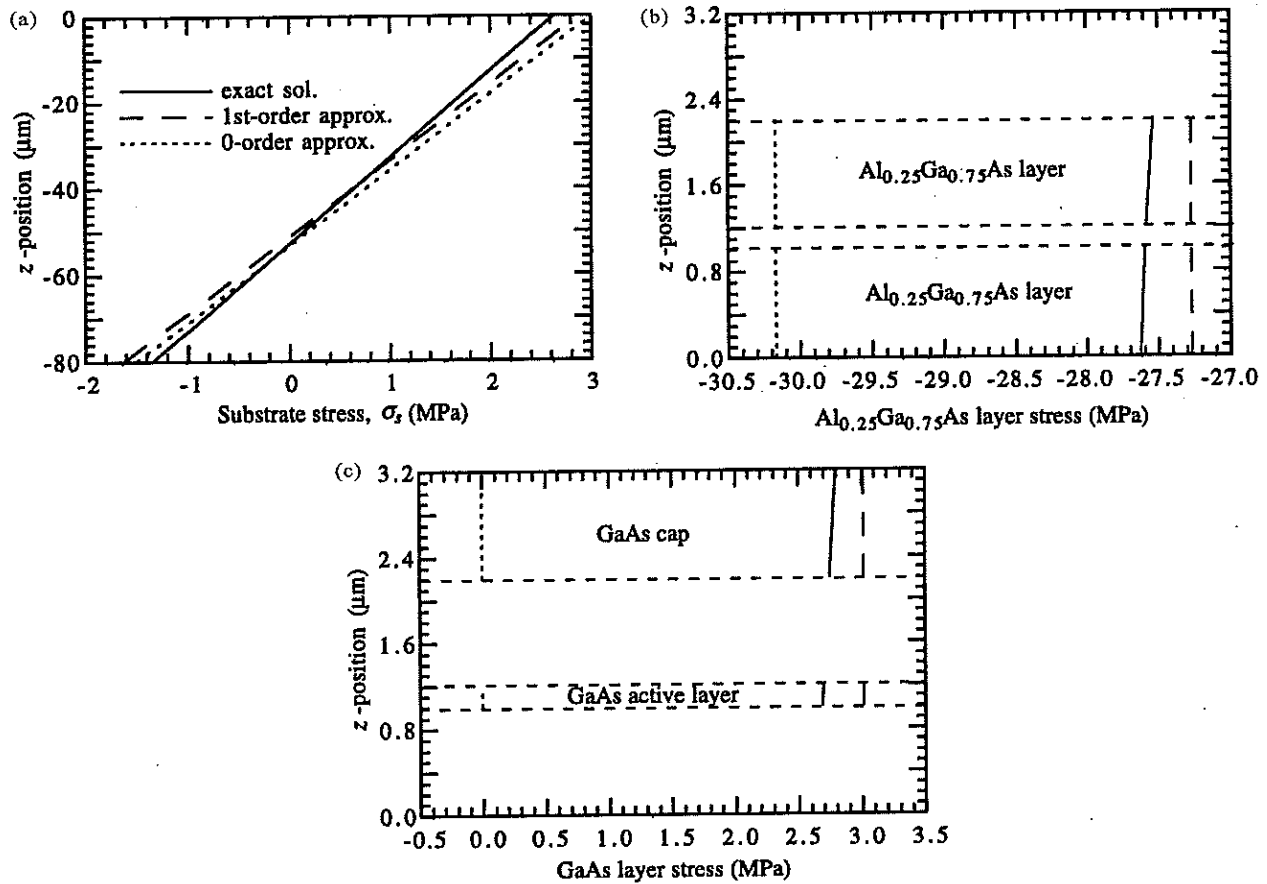 (a)
0
-20
-40
-60
-80
z -position (μm)
exact sol.
1st-order approx.
0-order approx.
-2 -1 0 1 2 3
Substrate stress, σs (MPa)
(b)
3.2
2.4
1.6
0.8
0.0
z -position (μm)
Al0.25Ga0.75As layer
Al0.25Ga0.75As layer
-30.5 -30.0 -29.5 -29.0 -28.5 -28.0 -27.5 -27.0
Al0.25Ga0.75As layer stress (MPa)
(c)
3.2
2.4
1.6
0.8
0.0
z -position (μm)
GaAs cap
GaAs active layer
-0.5 0.0 0.5 1.0 1.5 2.0 2.5 3.0 3.5
GaAs layer stress (MPa)